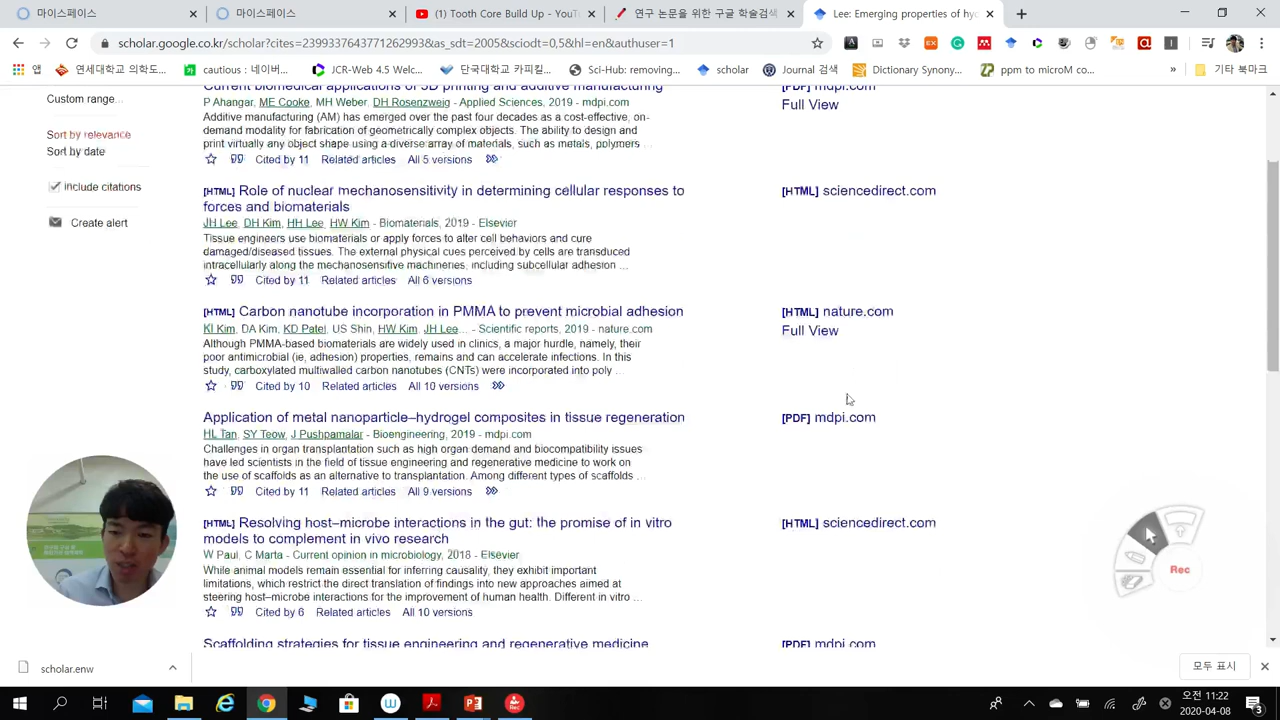 마이스페이스
마이스페이스
(1) Tooth Core Build Up - YouT
연구 논문을 위한 구글 학술검색
Lee: Emerging properties of hyd
scholar.google.co.kr/scholar?cites=2399337643771262993&as_sdt=2005&sciodt=0,5&hl=en&authuser=1
앱
연세대학교 의학도...
cautious : 네이버...
JCR-Web 4.5 Welc...
단국대학교 카피킬...
Sci-Hub: removing...
scholar
Journal 검색
Dictionary Synony...
ppm to microM co...
»
기타 북마크
Custom range...
Sort by relevance
Sort by date
include citations
Create alert
Current biomedical applications of 3D printing and additive manufacturing
P Ahangar, ME Cooke, MH Weber, DH Rosenzweig - Applied Sciences, 2019 - mdpi.com
Additive manufacturing (AM) has emerged over the past four decades as a cost-effective, on-
demand modality for fabrication of geometrically complex objects. The ability to design and
print virtually any object shape using a diverse array of materials, such as metals, polymers ...
Cited by 11 Related articles All 5 versions
[PDF] mdpi.com
Full View
[HTML] Role of nuclear mechanosensitivity in determining cellular responses to
forces and biomaterials
JH Lee, DH Kim, HH Lee, HW Kim - Biomaterials, 2019 - Elsevier
Tissue engineers use biomaterials or apply forces to alter cell behaviors and cure
damaged/diseased tissues. The external physical cues perceived by cells are transduced
intracellularly along the mechanosensitive machineries, including subcellular adhesion ...
Cited by 11 Related articles All 6 versions
[HTML] sciencedirect.com
[HTML] Carbon nanotube incorporation in PMMA to prevent microbial adhesion
KI Kim, DA Kim, KD Patel, US Shin, HW Kim, JH Lee... - Scientific reports, 2019 - nature.com
Although PMMA-based biomaterials are widely used in clinics, a major hurdle, namely, their
poor antimicrobial (ie, adhesion) properties, remains and can accelerate infections. In this
study, carboxylated multiwalled carbon nanotubes (CNTs) were incorporated into poly ...
Cited by 10 Related articles All 10 versions
[HTML] nature.com
Full View
Application of metal nanoparticle–hydrogel composites in tissue regeneration
HL Tan, SY Teow, J Pushpamalar - Bioengineering, 2019 - mdpi.com
Challenges in organ transplantation such as high organ demand and biocompatibility issues
have led scientists in the field of tissue engineering and regenerative medicine to work on
the use of scaffolds as an alternative to transplantation. Among different types of scaffolds ...
Cited by 11 Related articles All 9 versions
[PDF] mdpi.com
[HTML] Resolving host–microbe interactions in the gut: the promise of in vitro
models to complement in vivo research
W Paul, C Marta - Current opinion in microbiology, 2018 - Elsevier
While animal models remain essential for inferring causality, they exhibit important
limitations, which restrict the direct translation of findings into new approaches aimed at
steering host–microbe interactions for the improvement of human health. Different in vitro ...
Cited by 6 Related articles All 10 versions
[HTML] sciencedirect.com
Scaffolding strategies for tissue engineering and regenerative medicine
[PDF] mdpi.com
Rec
scholar.enw
모두 표시
오전 11:22
2020-04-08
3